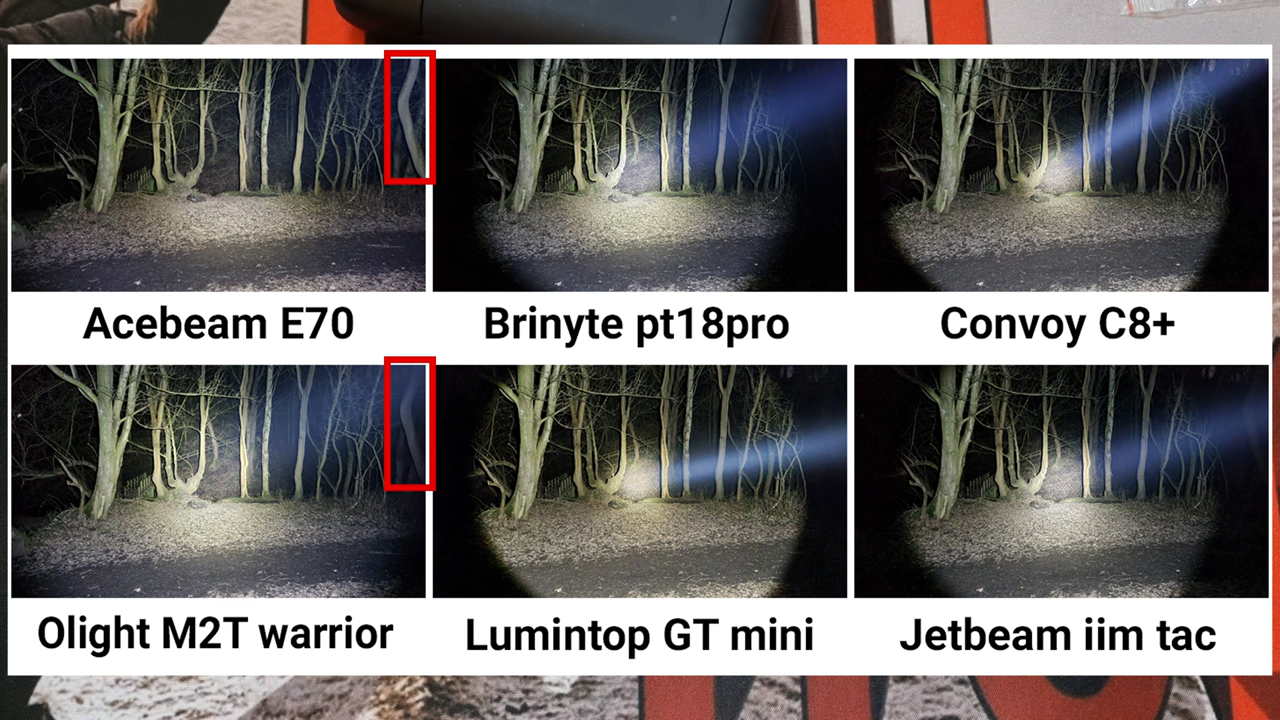 Acebeam E70
Brinyte pt18pro
Convoy C8+
Olight M2T warrior
Lumintop GT mini
Jetbeam iim tac